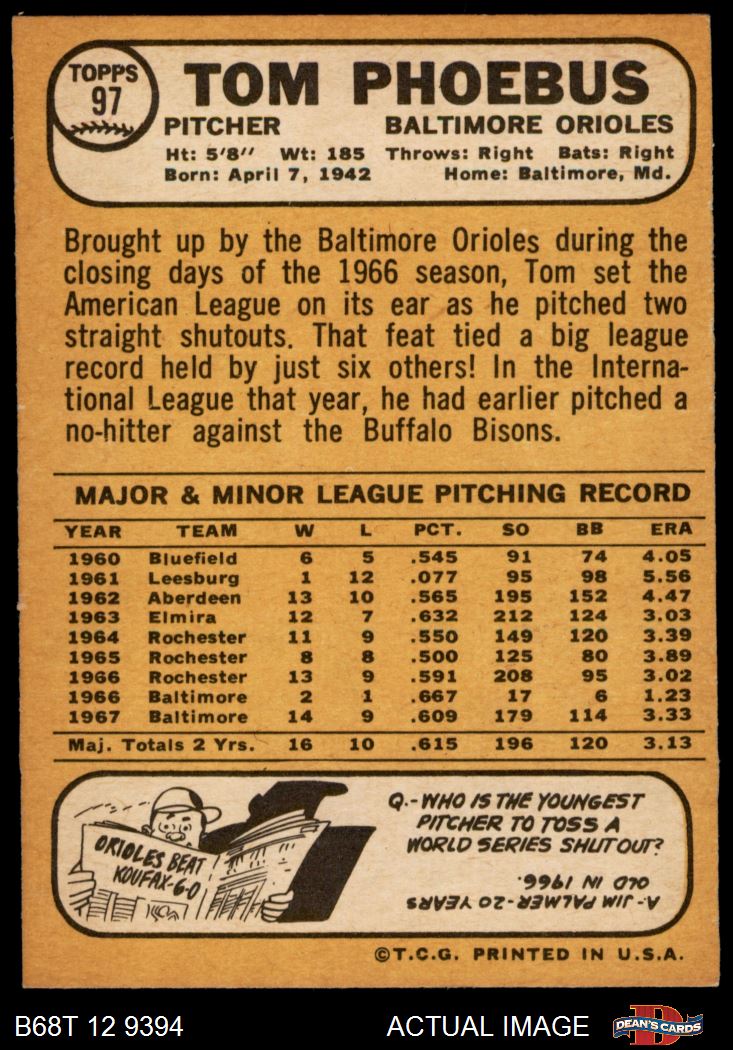 TOPPS
97
TOM PHOEBUS
PITCHER BALTIMORE ORIOLES
Ht: 5'8" Wt: 185 Throws: Right Bats: Right
Born: April 7, 1942 Home: Baltimore, Md.
Brought up by the Baltimore Orioles during the
closing days of the 1966 season, Tom set the
American League on its ear as he pitched two
straight shutouts. That feat tied a big league
record held by just six others! In the Interna-
tional League that year, he had earlier pitched a
no-hitter against the Buffalo Bisons.
MAJOR & MINOR LEAGUE PITCHING RECORD
YEAR TEAM W L PCT. SO BB ERA
1960 Bluefield 6 5 .545 91 74 4.05
1961 Leesburg 1 12 .077 95 98 5.56
1962 Aberdeen 13 10 .565 195 152 4.47
1963 Elmira 12 7 .632 212 124 3.03
1964 Rochester 11 9 .550 149 120 3.39
1965 Rochester 8 8 .500 125 80 3.89
1966 Rochester 13 9 .591 208 95 3.02
1966 Baltimore 2 1 .667 17 6 1.23
1967 Baltimore 14 9 .609 179 114 3.33
Maj. Totals 2 Yrs. 16 10 .615 196 120 3.13
ORIOLES BEAT
KOUFAX-6-0
Q.-WHO IS THE YOUNGEST
PITCHER TO TOSS A
WORLD SERIES SHUTOUT?
A-JIM PALMER-20 YEARS
OLD IN 1966.
©T.C.G. PRINTED IN U.S.A.
B68T 12 9394 ACTUAL IMAGE
D
DEAN'S CARDS